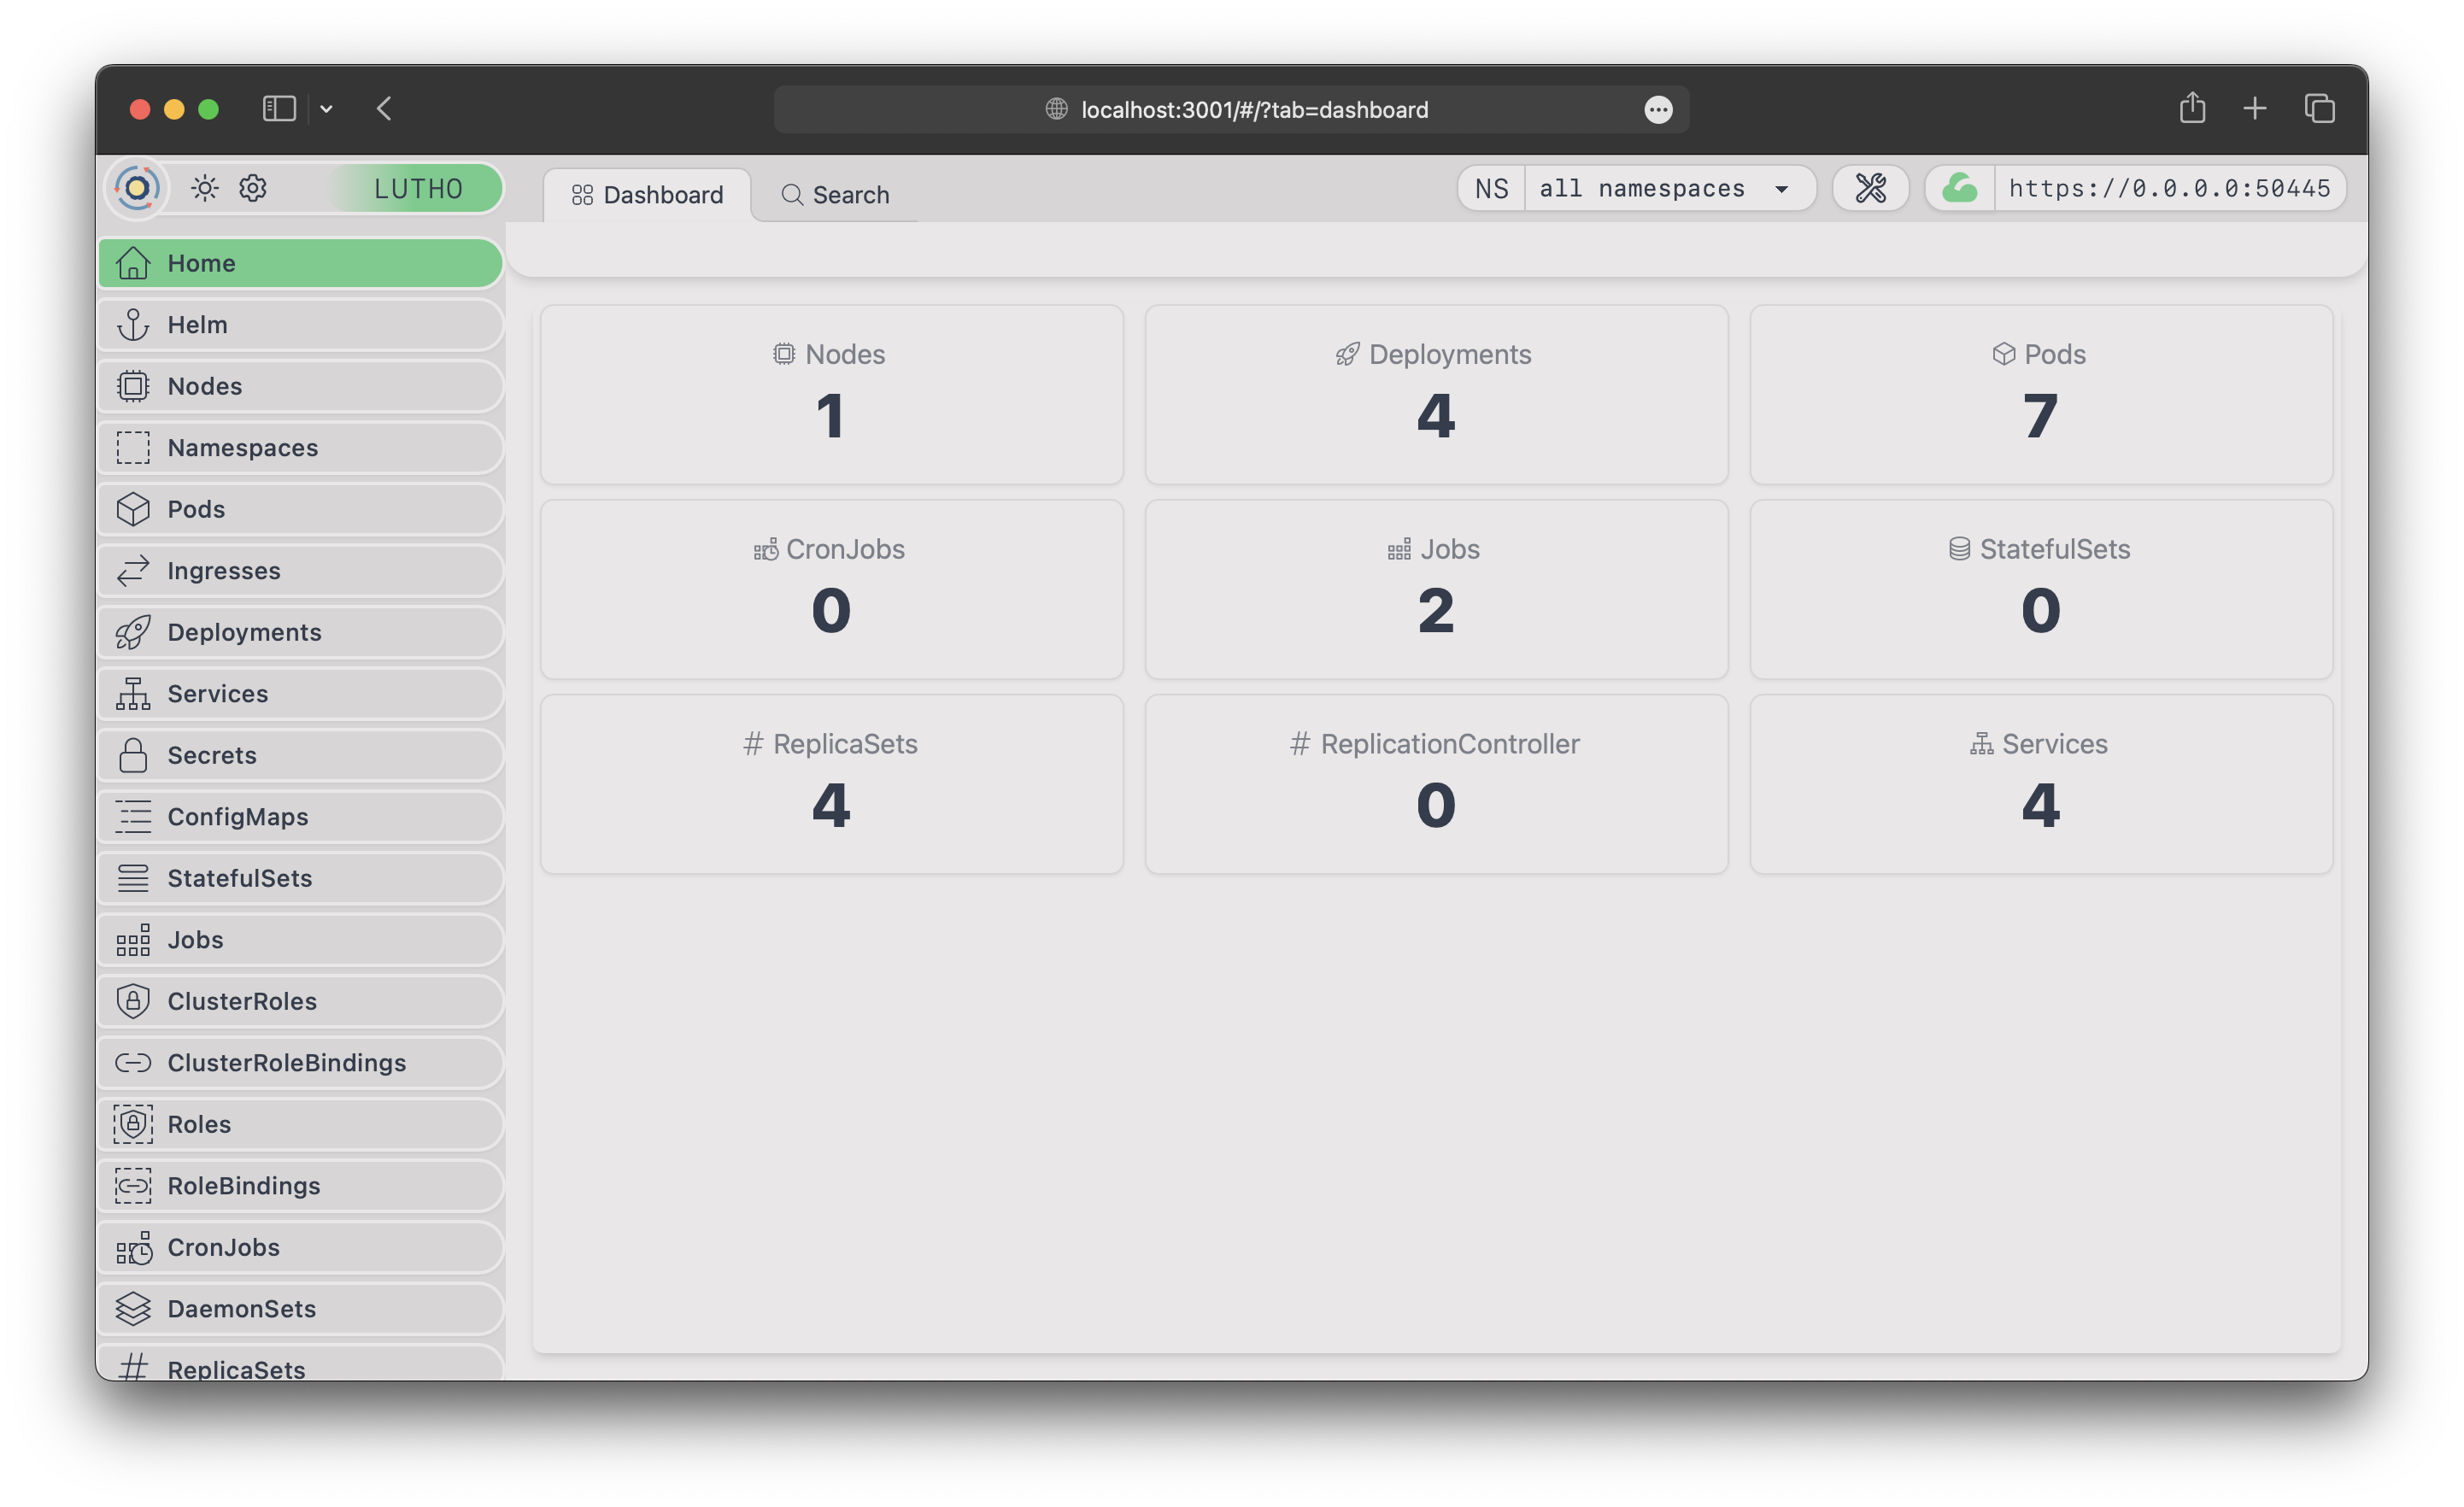 localhost:3001/#/?tab=dashboard
LUTHO
Dashboard
Search
NS
all namespaces
https://0.0.0.0:50445
Home
Helm
Nodes
Namespaces
Pods
Ingresses
Deployments
Services
Secrets
ConfigMaps
StatefulSets
Jobs
ClusterRoles
ClusterRoleBindings
Roles
RoleBindings
CronJobs
DaemonSets
ReplicaSets
Nodes
1
Deployments
4
Pods
7
CronJobs
0
Jobs
2
StatefulSets
0
# ReplicaSets
4
# ReplicationController
0
Services
4